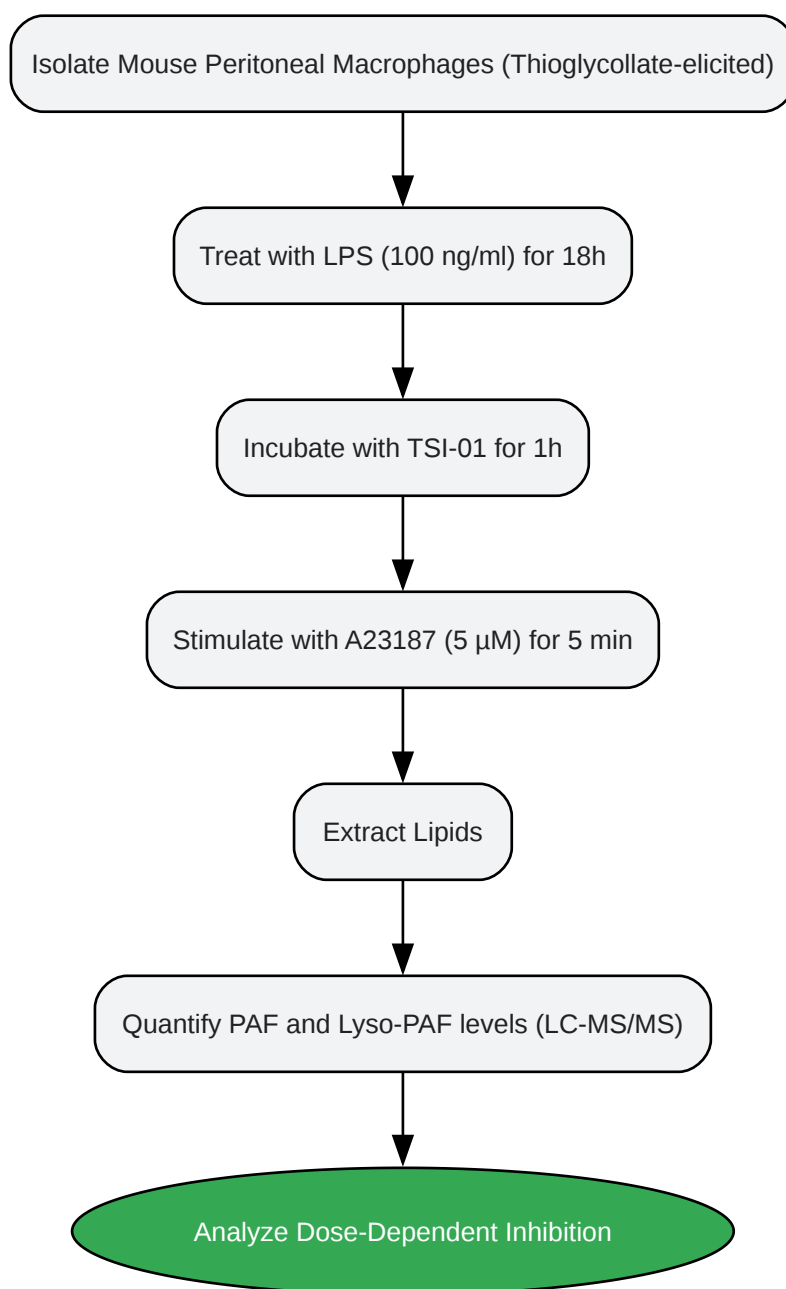 Isolate Mouse Peritoneal Macrophages (Thioglycollate-elicited)
Treat with LPS (100 ng/ml) for 18h
Incubate with TSI-01 for 1h
Stimulate with A23187 (5 µM) for 5 min
Extract Lipids
Quantify PAF and Lyso-PAF levels (LC-MS/MS)
Analyze Dose-Dependent Inhibition